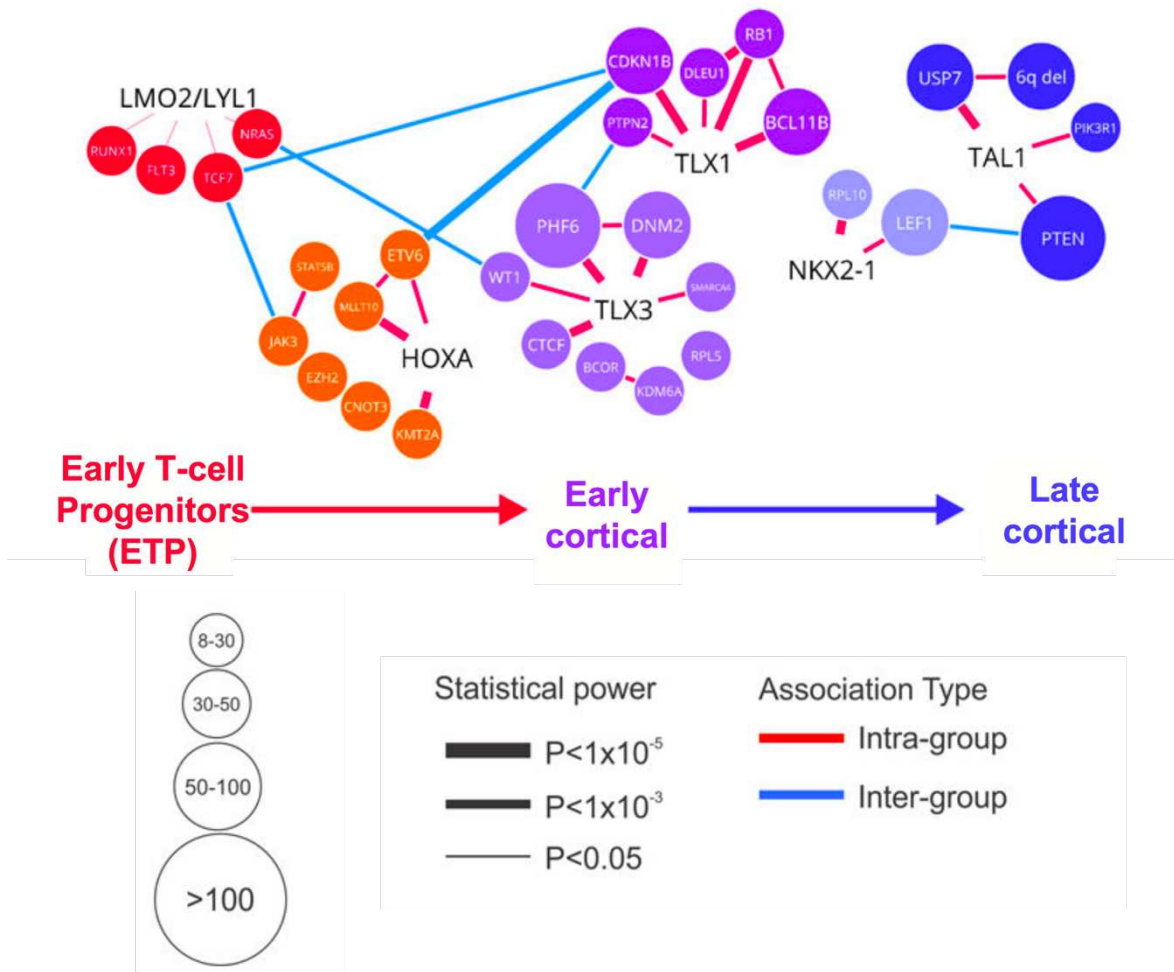 LMO2/LYL1
RUNX1
FLT3
TCF7
NRAS
CDKN1B
DLEU1
RB1
PTPN2
BCL11B
TLX1
USP7
6q del
PIK3R1
TAL1
RPL10
LEF1
PTEN
NKX2-1
PHF6
DNM2
WT1
SMARCA4
TLX3
CTCF
BCOR
KDM6A
RPL5
STAT5B
ETV6
MLLT10
JAK3
HOXA
EZH2
CNOT3
KMT2A
Early T-cell
Progenitors
(ETP)
Early
cortical
Late
cortical
8-30
30-50
50-100
>100
Statistical power
P<1x10⁻⁵
P<1x10⁻³
P<0.05
Association Type
Intra-group
Inter-group